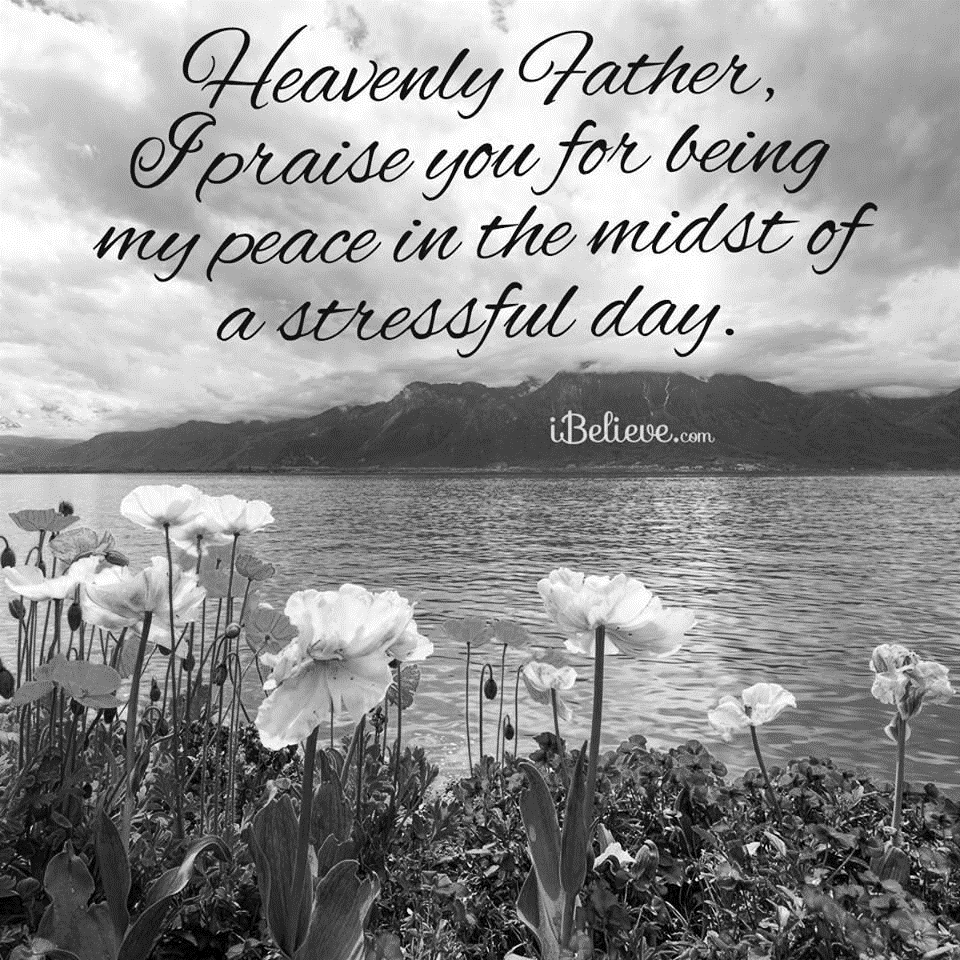 Heavenly Father,
I praise you for being
my peace in the midst of
a stressful day.
iBelieve.com